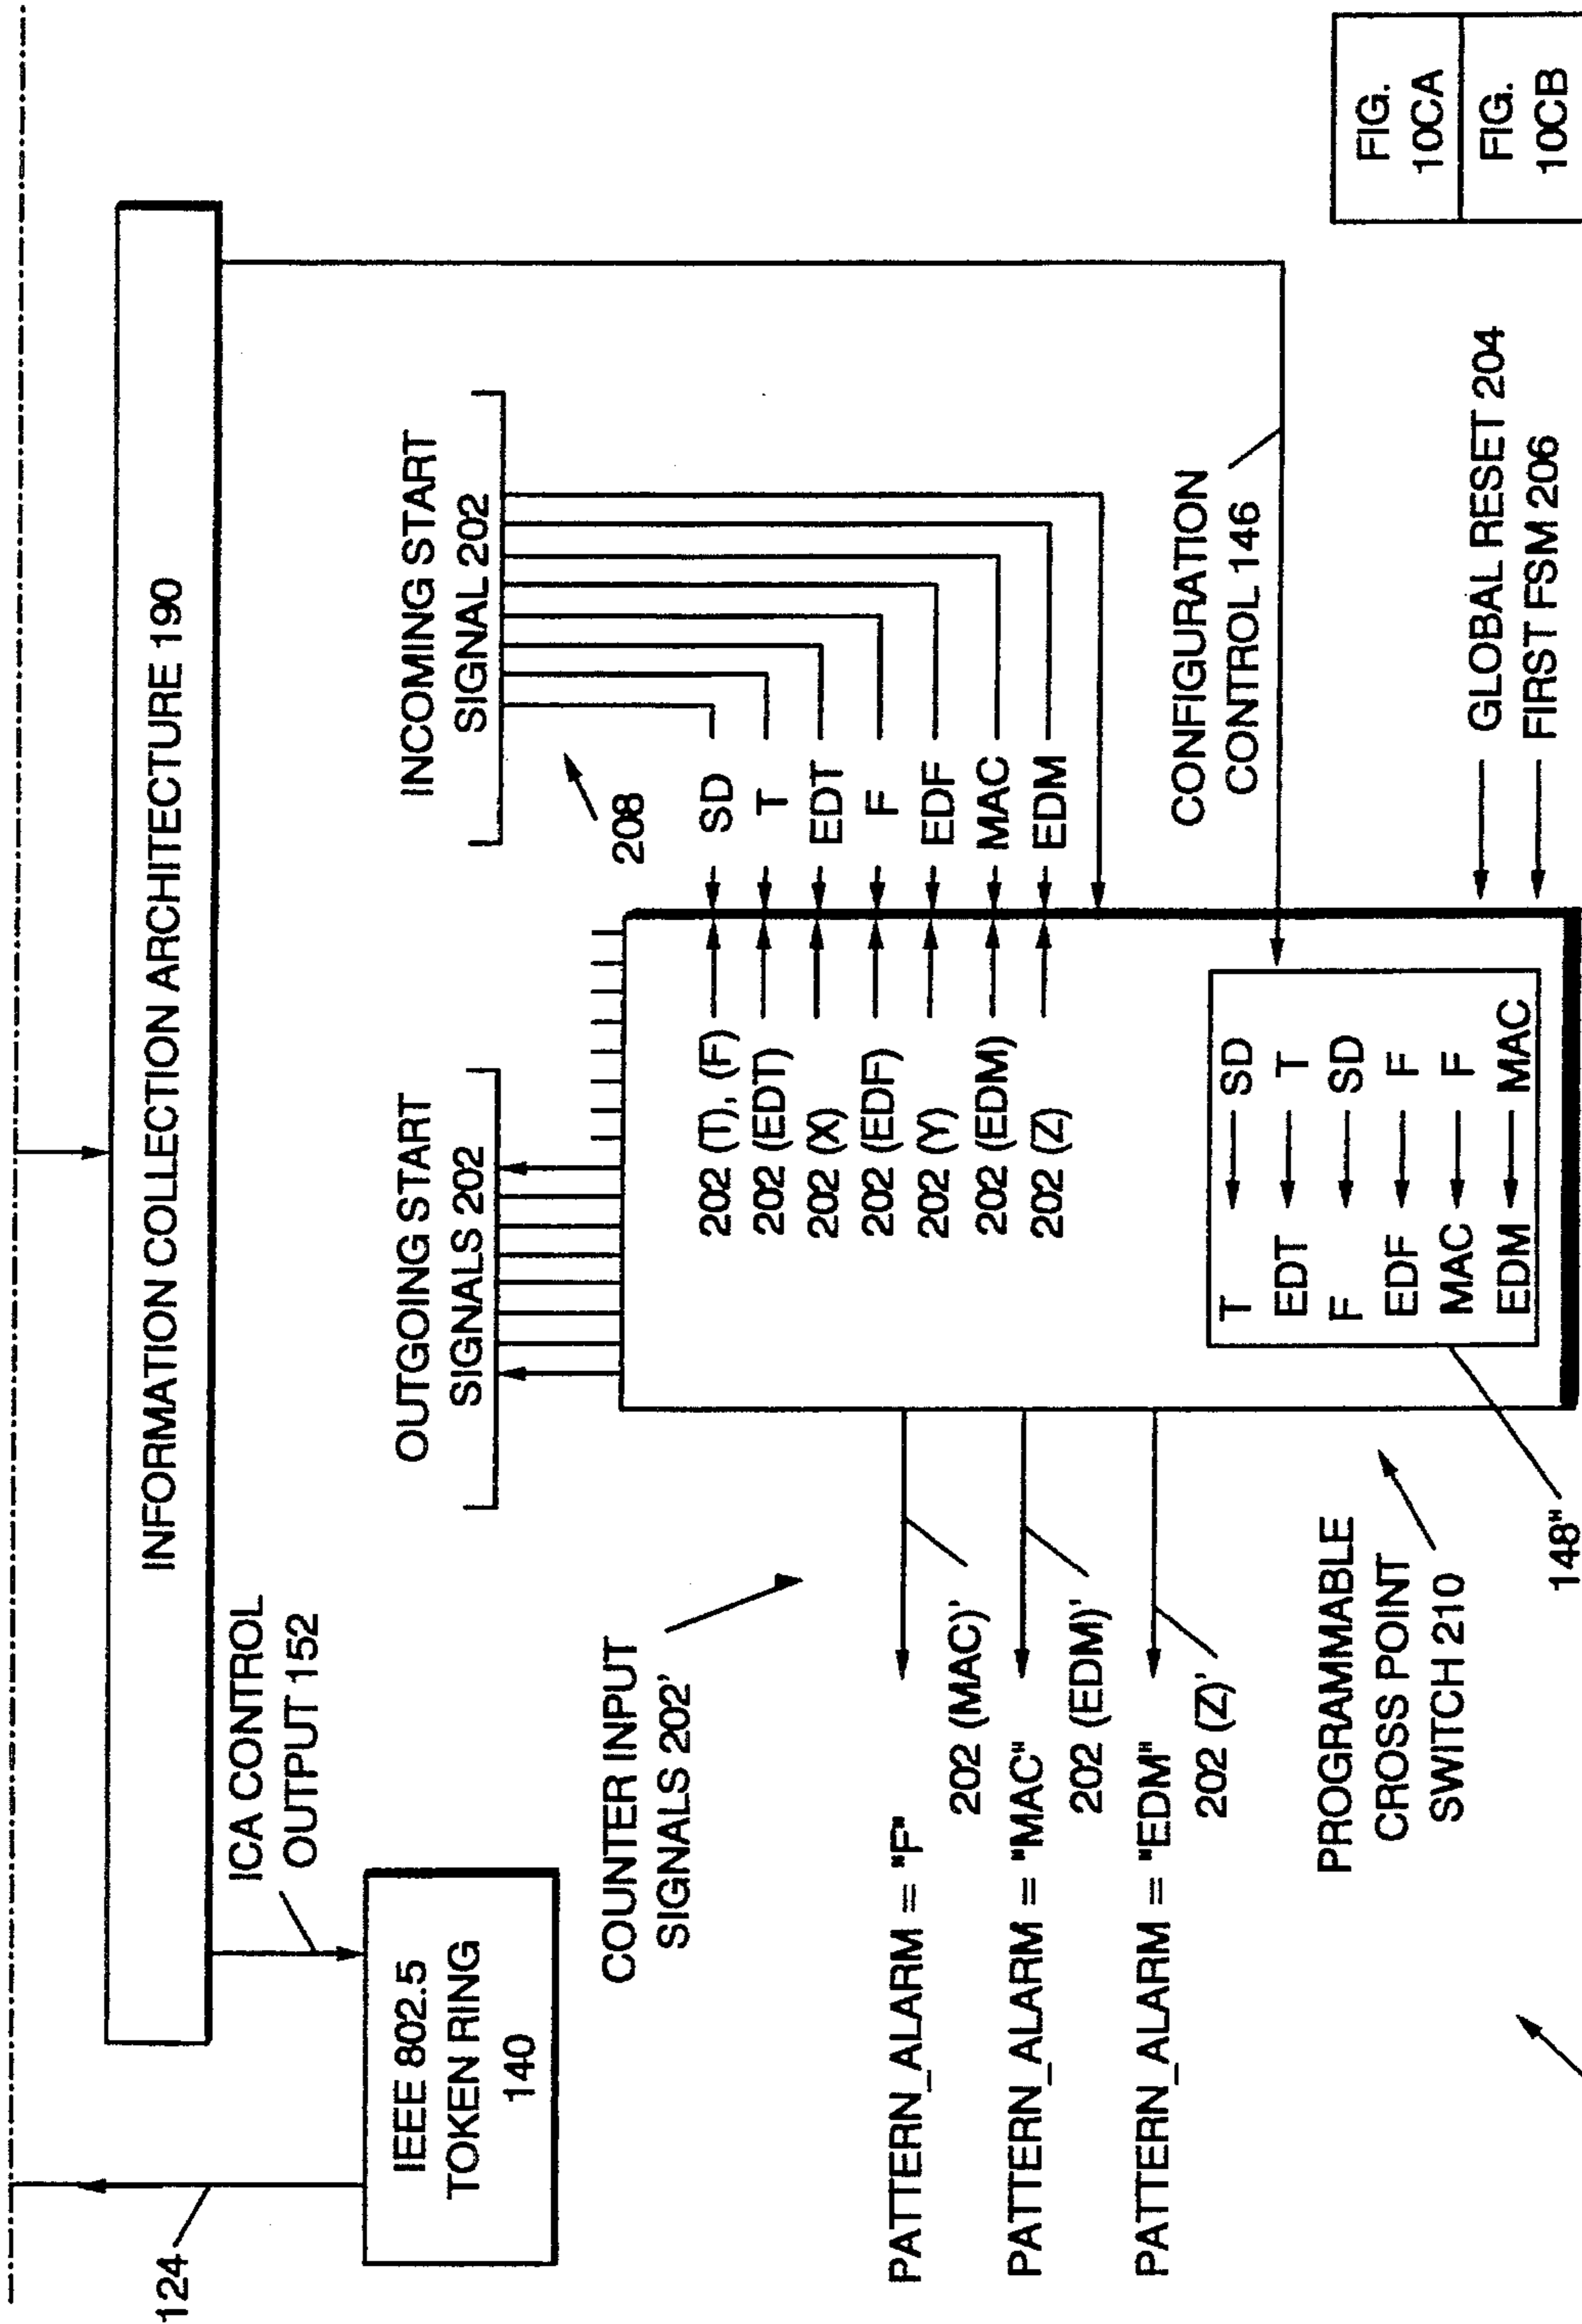 124
IEEE 802.5
TOKEN RING
140
ICA CONTROL
OUTPUT 152
INFORMATION COLLECTION ARCHITECTURE 190
COUNTER INPUT
SIGNALS 202'
OUTGOING START
SIGNALS 202
INCOMING START
SIGNAL 202
208
PATTERN_ALARM = "F"
202 (MAC)'
PATTERN_ALARM = "MAC"
202 (EDM)'
PATTERN_ALARM = "EDM"
202 (Z)'
202 (T), (F)
SD
202 (EDT)
T
202 (X)
EDT
202 (EDF)
F
202 (Y)
EDF
202 (EDM)
MAC
202 (Z)
EDM
T SD
EDT T
F SD
EDF F
MAC F
EDM MAC
CONFIGURATION
CONTROL 146
PROGRAMMABLE
CROSS POINT
SWITCH 210
148"
GLOBAL RESET 204
FIRST FSM 206
FIG.
10CA
FIG.
10CB